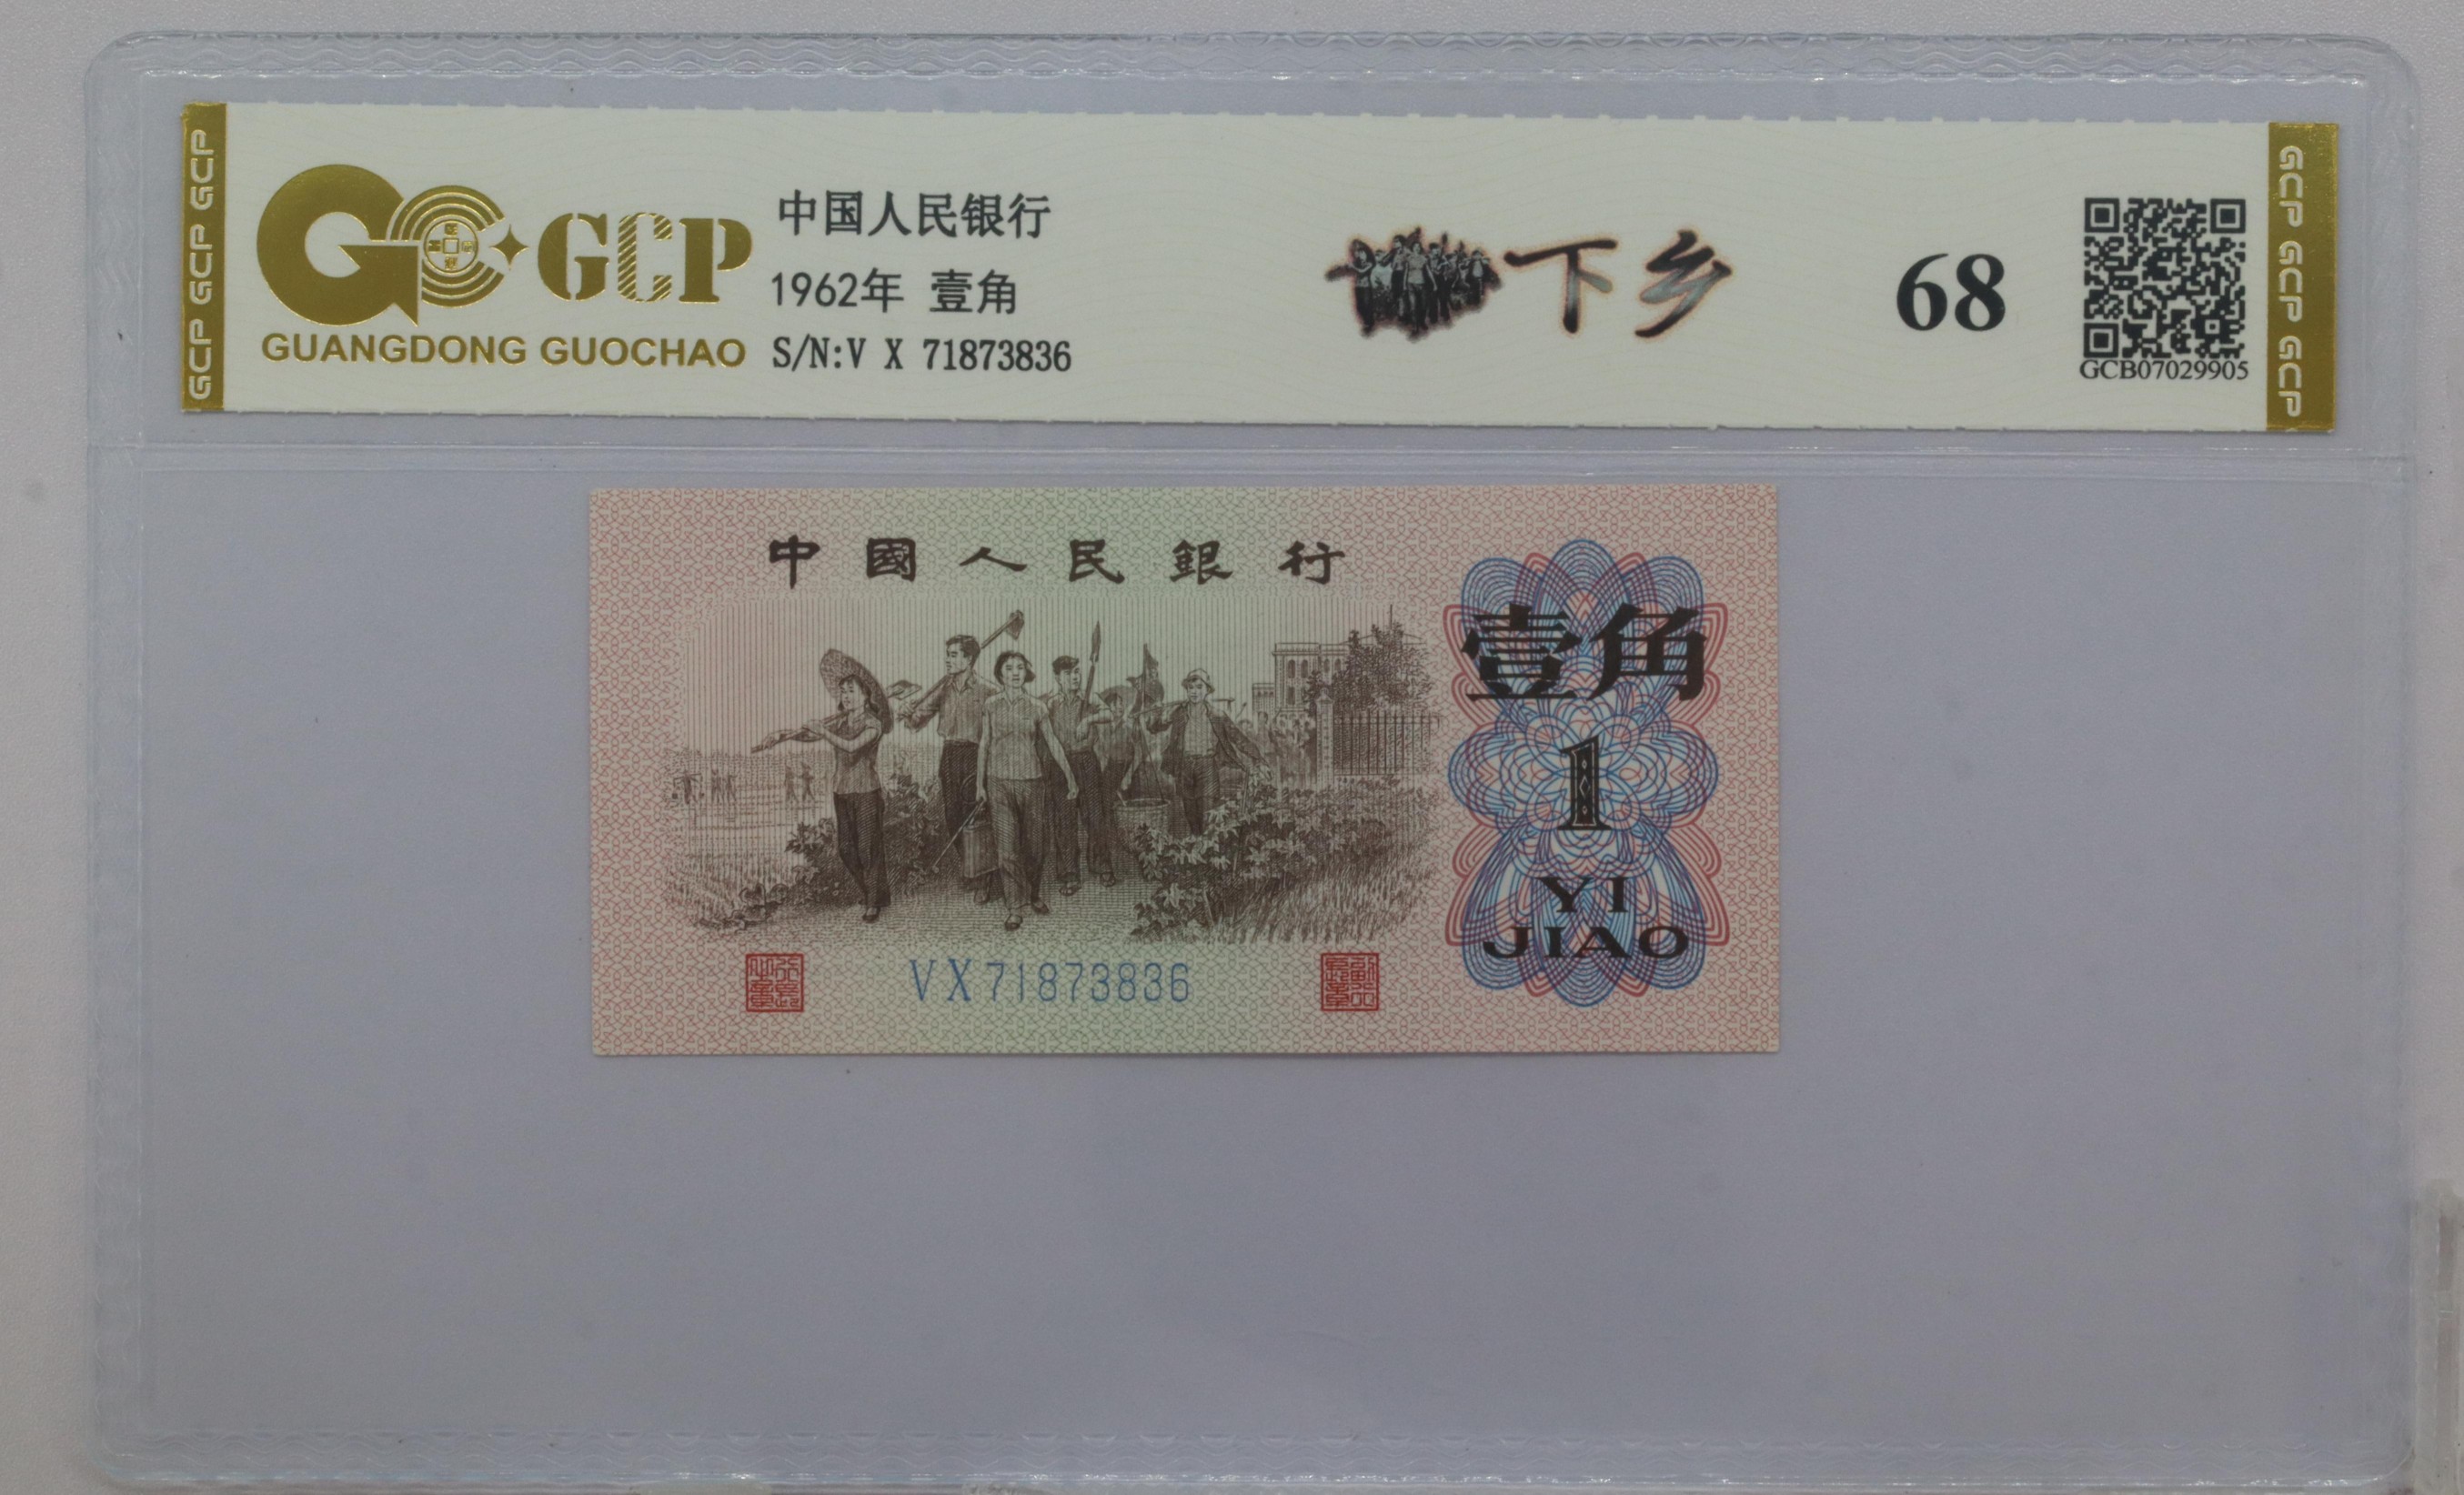 GCP GCP GCP
GCP
GUANGDONG GUOCHAO
中国人民银行
1962年 壹角
S/N:V X 71873836
下乡
68
GCB07029905
GCP GCP GCP
中國人民銀行
壹角
1
YI
JIAO
VX71873836